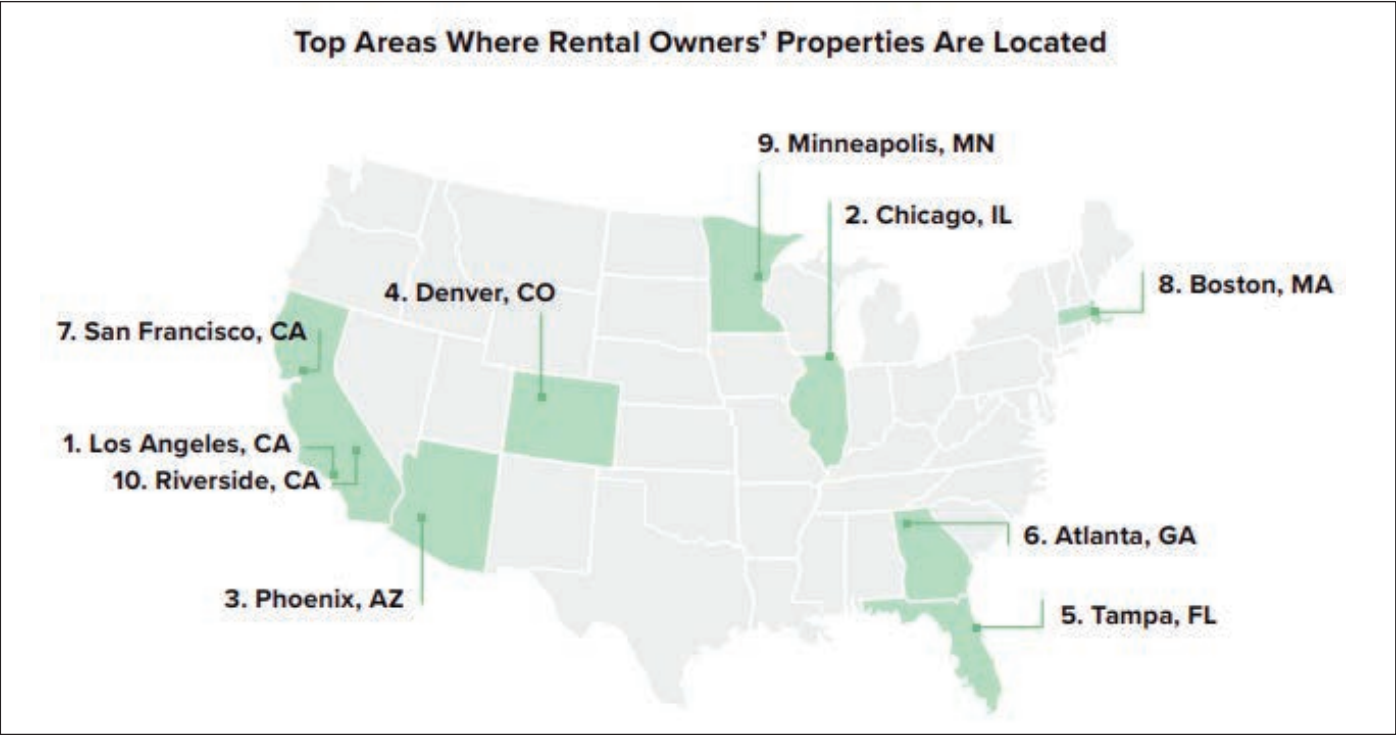 Top Areas Where Rental Owners’ Properties Are Located
9. Minneapolis, MN
2. Chicago, IL
8. Boston, MA
4. Denver, CO
7. San Francisco, CA
1. Los Angeles, CA
10. Riverside, CA
6. Atlanta, GA
3. Phoenix, AZ
5. Tampa, FL